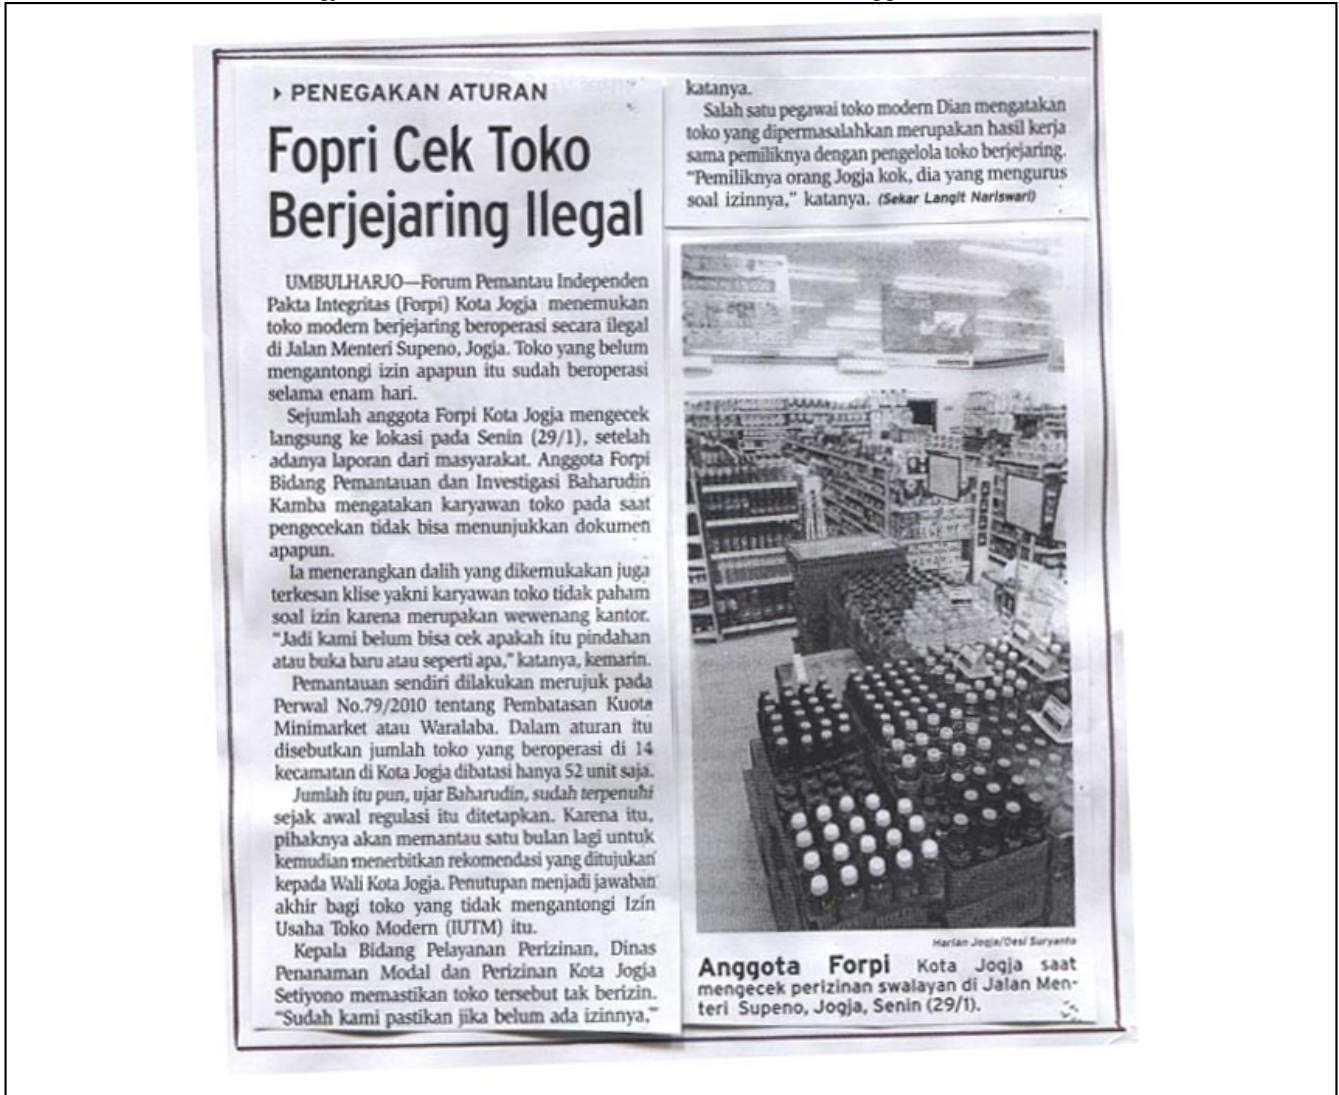 ▸ PENEGAKAN ATURAN
Fopri Cek Toko
Berjejaring Ilegal
UMBULHARJO—Forum Pemantau Independen
Pakta Integritas (Forpi) Kota Jogja menemukan
toko modern berjejaring beroperasi secara ilegal
di Jalan Menteri Supeno, Jogja. Toko yang belum
mengantongi izin apapun itu sudah beroperasi
selama enam hari.
Sejumlah anggota Forpi Kota Jogja mengecek
langsung ke lokasi pada Senin (29/1), setelah
adanya laporan dari masyarakat. Anggota Forpi
Bidang Pemantauan dan Investigasi Baharudin
Kamba mengatakan karyawan toko pada saat
pengecekan tidak bisa menunjukkan dokumen
apapun.
Ia menerangkan dalih yang dikemukakan juga
terkesan klise yakni karyawan toko tidak paham
soal izin karena merupakan wewenang kantor.
“Jadi kami belum bisa cek apakah itu pindahan
atau buka baru atau seperti apa,” katanya, kemarin.
Pemantauan sendiri dilakukan merujuk pada
Perwal No.79/2010 tentang Pembatasan Kuota
Minimarket atau Waralaba. Dalam aturan itu
disebutkan jumlah toko yang beroperasi di 14
kecamatan di Kota Jogja dibatasi hanya 52 unit saja.
Jumlah itu pun, ujar Baharudin, sudah terpenuhi
sejak awal regulasi itu ditetapkan. Karena itu,
pihaknya akan memantau satu bulan lagi untuk
kemudian menerbitkan rekomendasi yang ditujukan
kepada Wali Kota Jogja. Penutupan menjadi jawaban
akhir bagi toko yang tidak mengantongi Izin
Usaha Toko Modern (IUTM) itu.
Kepala Bidang Pelayanan Perizinan, Dinas
Penanaman Modal dan Perizinan Kota Jogja
Setiyono memastikan toko tersebut tak berizin.
“Sudah kami pastikan jika belum ada izinnya,”
katanya.
Salah satu pegawai toko modern Dian mengatakan
toko yang dipermasalahkan merupakan hasil kerja
sama pemiliknya dengan pengelola toko berjejaring.
“Pemiliknya orang Jogja kok, dia yang mengurus
soal izinnya,” katanya. (Sekar Langit Nariswari)
Harian Jogja/Desi Suryanto
Anggota Forpi Kota Jogja saat
mengecek perizinan swalayan di Jalan Men-
teri Supeno, Jogja, Senin (29/1).